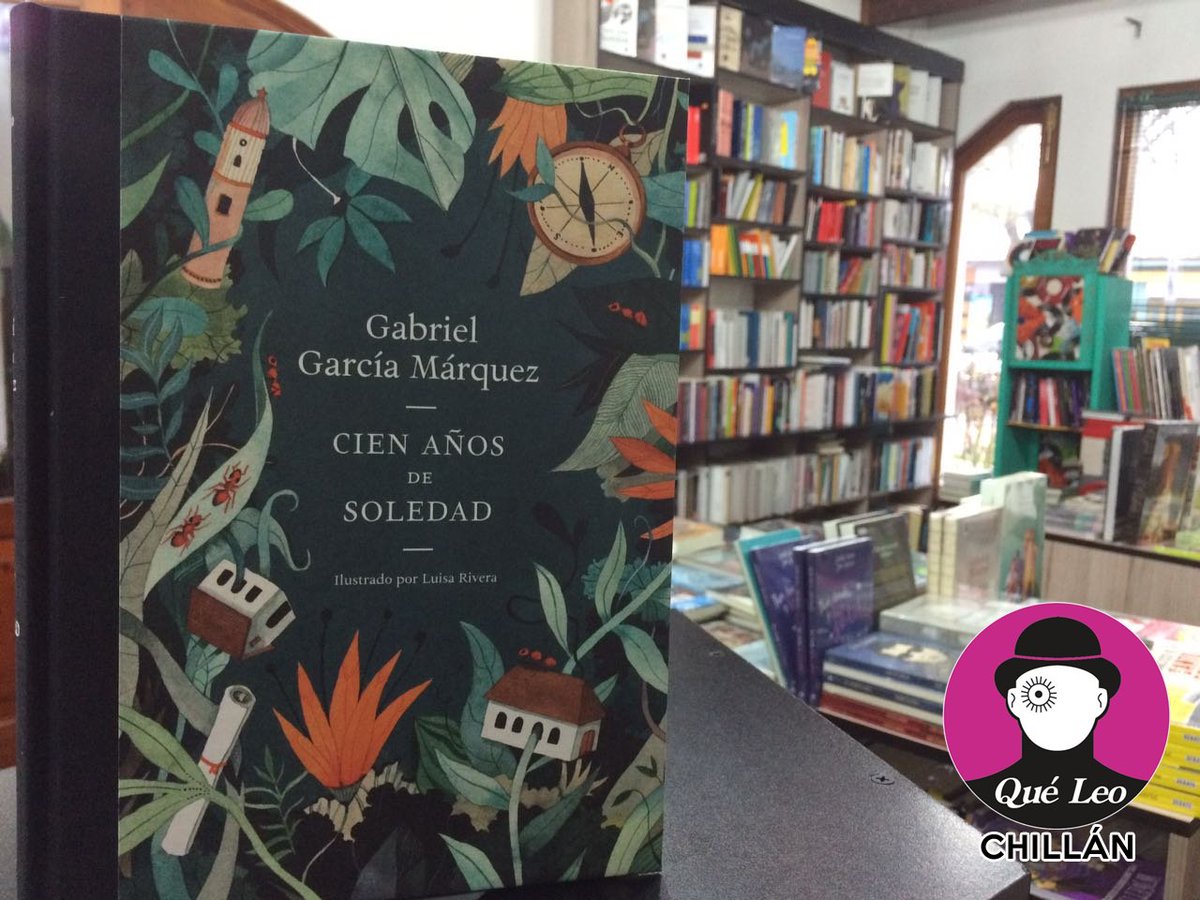 Gabriel
García Márquez
CIEN AÑOS
DE
SOLEDAD
Ilustrado por Luisa Rivera
Qué Leo
CHILLÁN